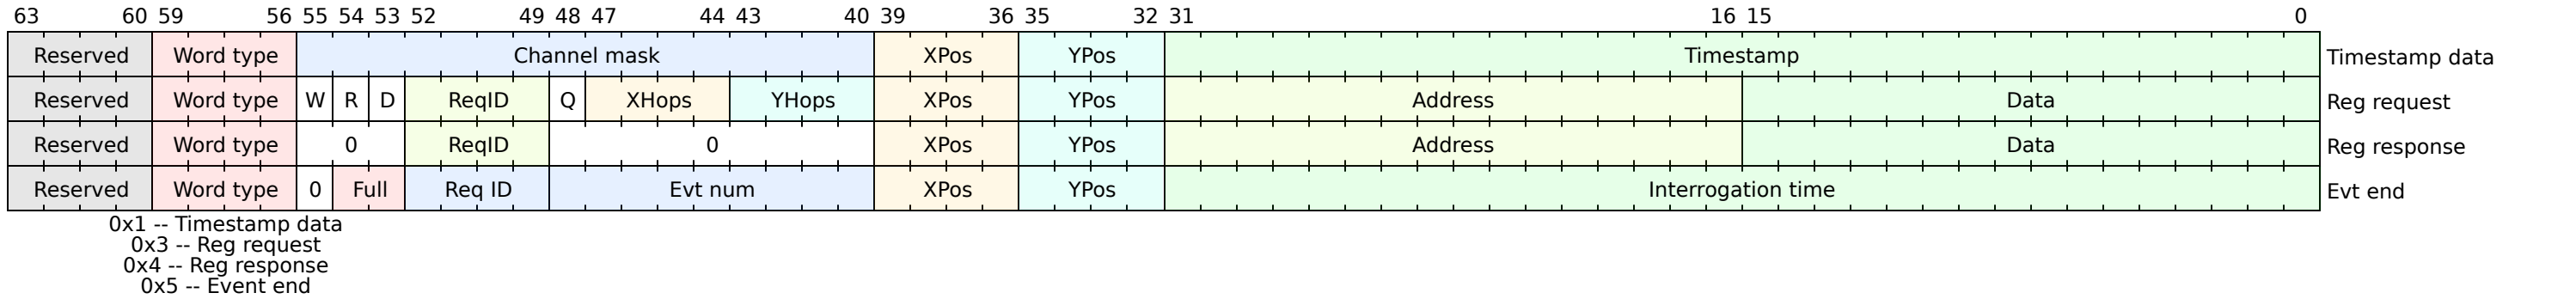 63 60 59 56 55 54 53 52 49 48 47 44 43 40 39 36 35 32 31 16 15 0
Reserved Word type Channel mask XPos YPos Timestamp Timestamp data
Reserved Word type W R D ReqID Q XHops YHops XPos YPos Address Data Reg request
Reserved Word type 0 ReqID 0 XPos YPos Address Data Reg response
Reserved Word type 0 Full Req ID Evt num XPos YPos Interrogation time Evt end
0x1 -- Timestamp data
0x3 -- Reg request
0x4 -- Reg response
0x5 -- Event end